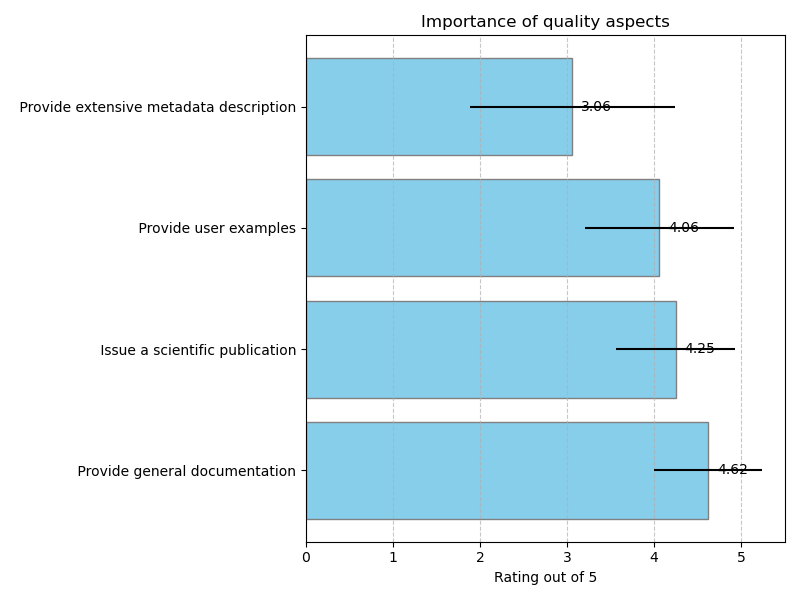 Importance of quality aspects
Provide extensive metadata description
3.06
Provide user examples
4.06
Issue a scientific publication
4.25
Provide general documentation
4.62
0 1 2 3 4 5
Rating out of 5